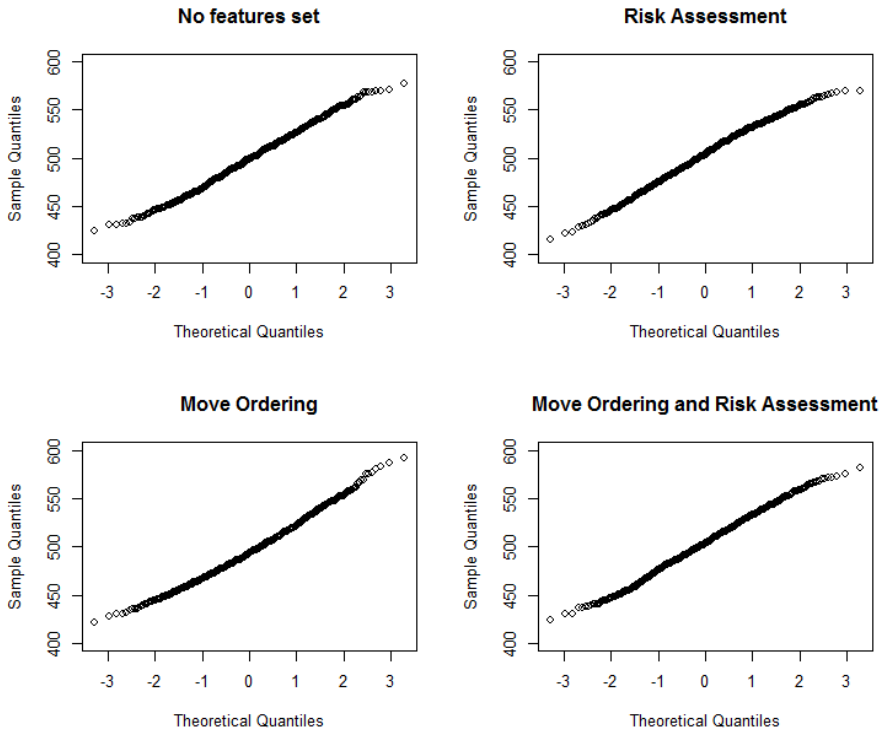 No features set
Sample Quantiles
600
550
500
450
400
-3 -2 -1 0 1 2 3
Theoretical Quantiles
Risk Assessment
Sample Quantiles
600
550
500
450
400
-3 -2 -1 0 1 2 3
Theoretical Quantiles
Move Ordering
Sample Quantiles
600
550
500
450
400
-3 -2 -1 0 1 2 3
Theoretical Quantiles
Move Ordering and Risk Assessment
Sample Quantiles
600
550
500
450
400
-3 -2 -1 0 1 2 3
Theoretical Quantiles